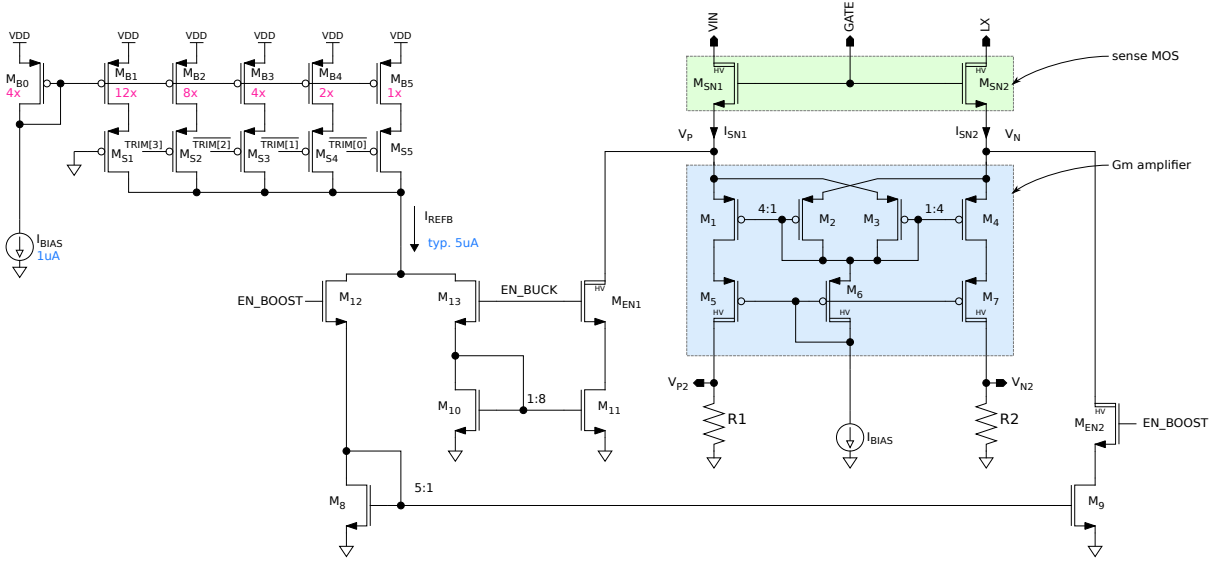 VIN
GATE
LX
VDD VDD VDD VDD VDD VDD
MB0 MB1 MB2 MB3 MB4 MB5
4x 12x 8x 4x 2x 1x
HV HV
MSN1 MSN2
sense MOS
VP ISN1 ISN2 VN
TRIM[3] TRIM[2] TRIM[1] TRIM[0]
MS1 MS2 MS3 MS4 MS5
Gm amplifier
4:1 1:4
M1 M2 M3 M4
IREFB
typ. 5uA
IBIAS
1uA
EN_BOOST M12 M13 EN_BUCK HV MEN1
M5 M6 M7
HV HV HV
VP2 VN2
M10 1:8 M11
R1 R2
IBIAS
HV
MEN2 EN_BOOST
5:1
M8 M9